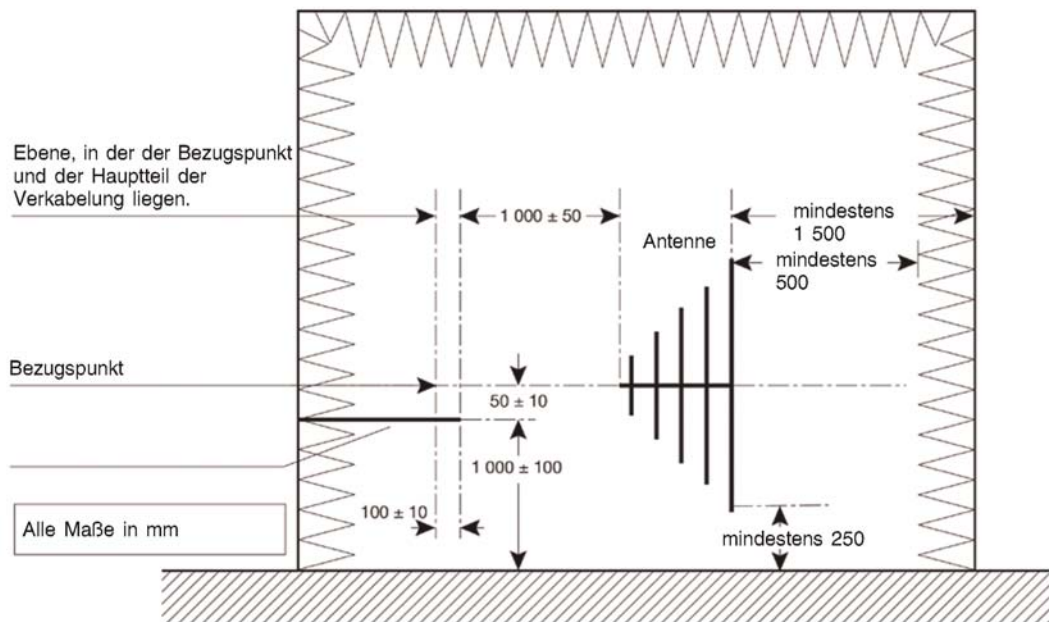 Ebene, in der der Bezugspunkt
und der Hauptteil der
Verkabelung liegen.
1 000 ± 50
mindestens
1 500
Antenne
mindestens
500
Bezugspunkt
50 ± 10
1 000 ± 100
100 ± 10
Alle Maße in mm
mindestens 250